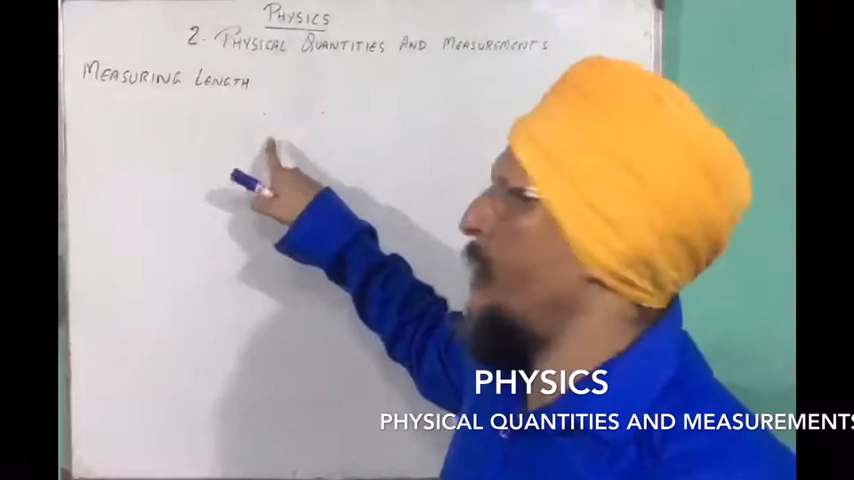 PHYSICS
2. PHYSICAL QUANTITIES AND MEASUREMENTS
MEASURING LENGTH
PHYSICS
PHYSICAL QUANTITIES AND MEASUREMENTS